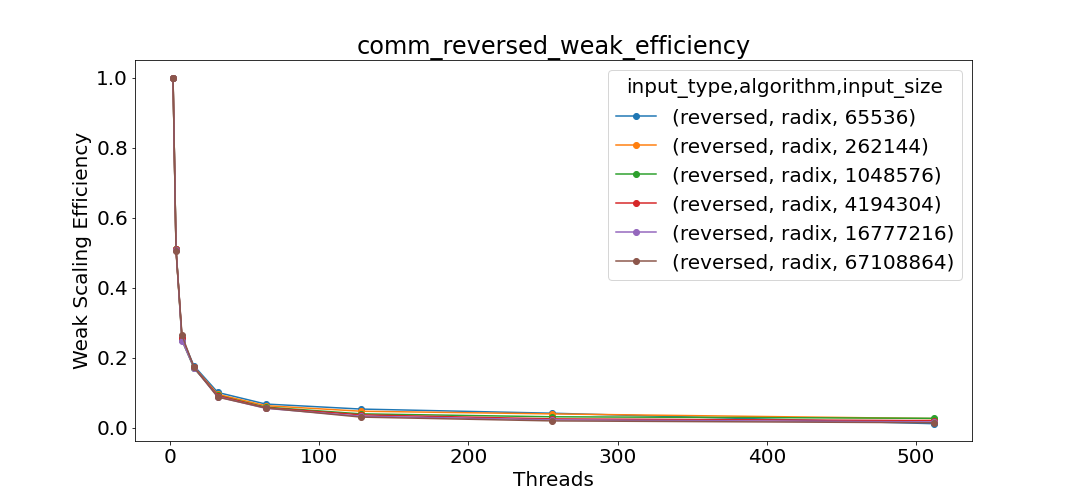 comm_reversed_weak_efficiency
input_type,algorithm,input_size
(reversed, radix, 65536)
(reversed, radix, 262144)
(reversed, radix, 1048576)
(reversed, radix, 4194304)
(reversed, radix, 16777216)
(reversed, radix, 67108864)
Weak Scaling Efficiency
1.0
0.8
0.6
0.4
0.2
0.0
0 100 200 300 400 500
Threads